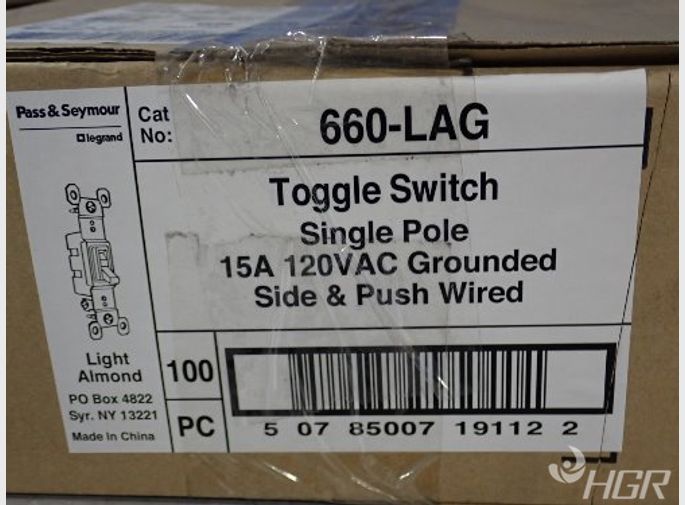 Pass & Seymour
legrand
Cat
No:
660-LAG
Toggle Switch
Single Pole
15A 120VAC Grounded
Side & Push Wired
Light
Almond
PO Box 4822
Syr. NY 13221
Made in China
100
PC
5 07 85007 19112 2
HGR